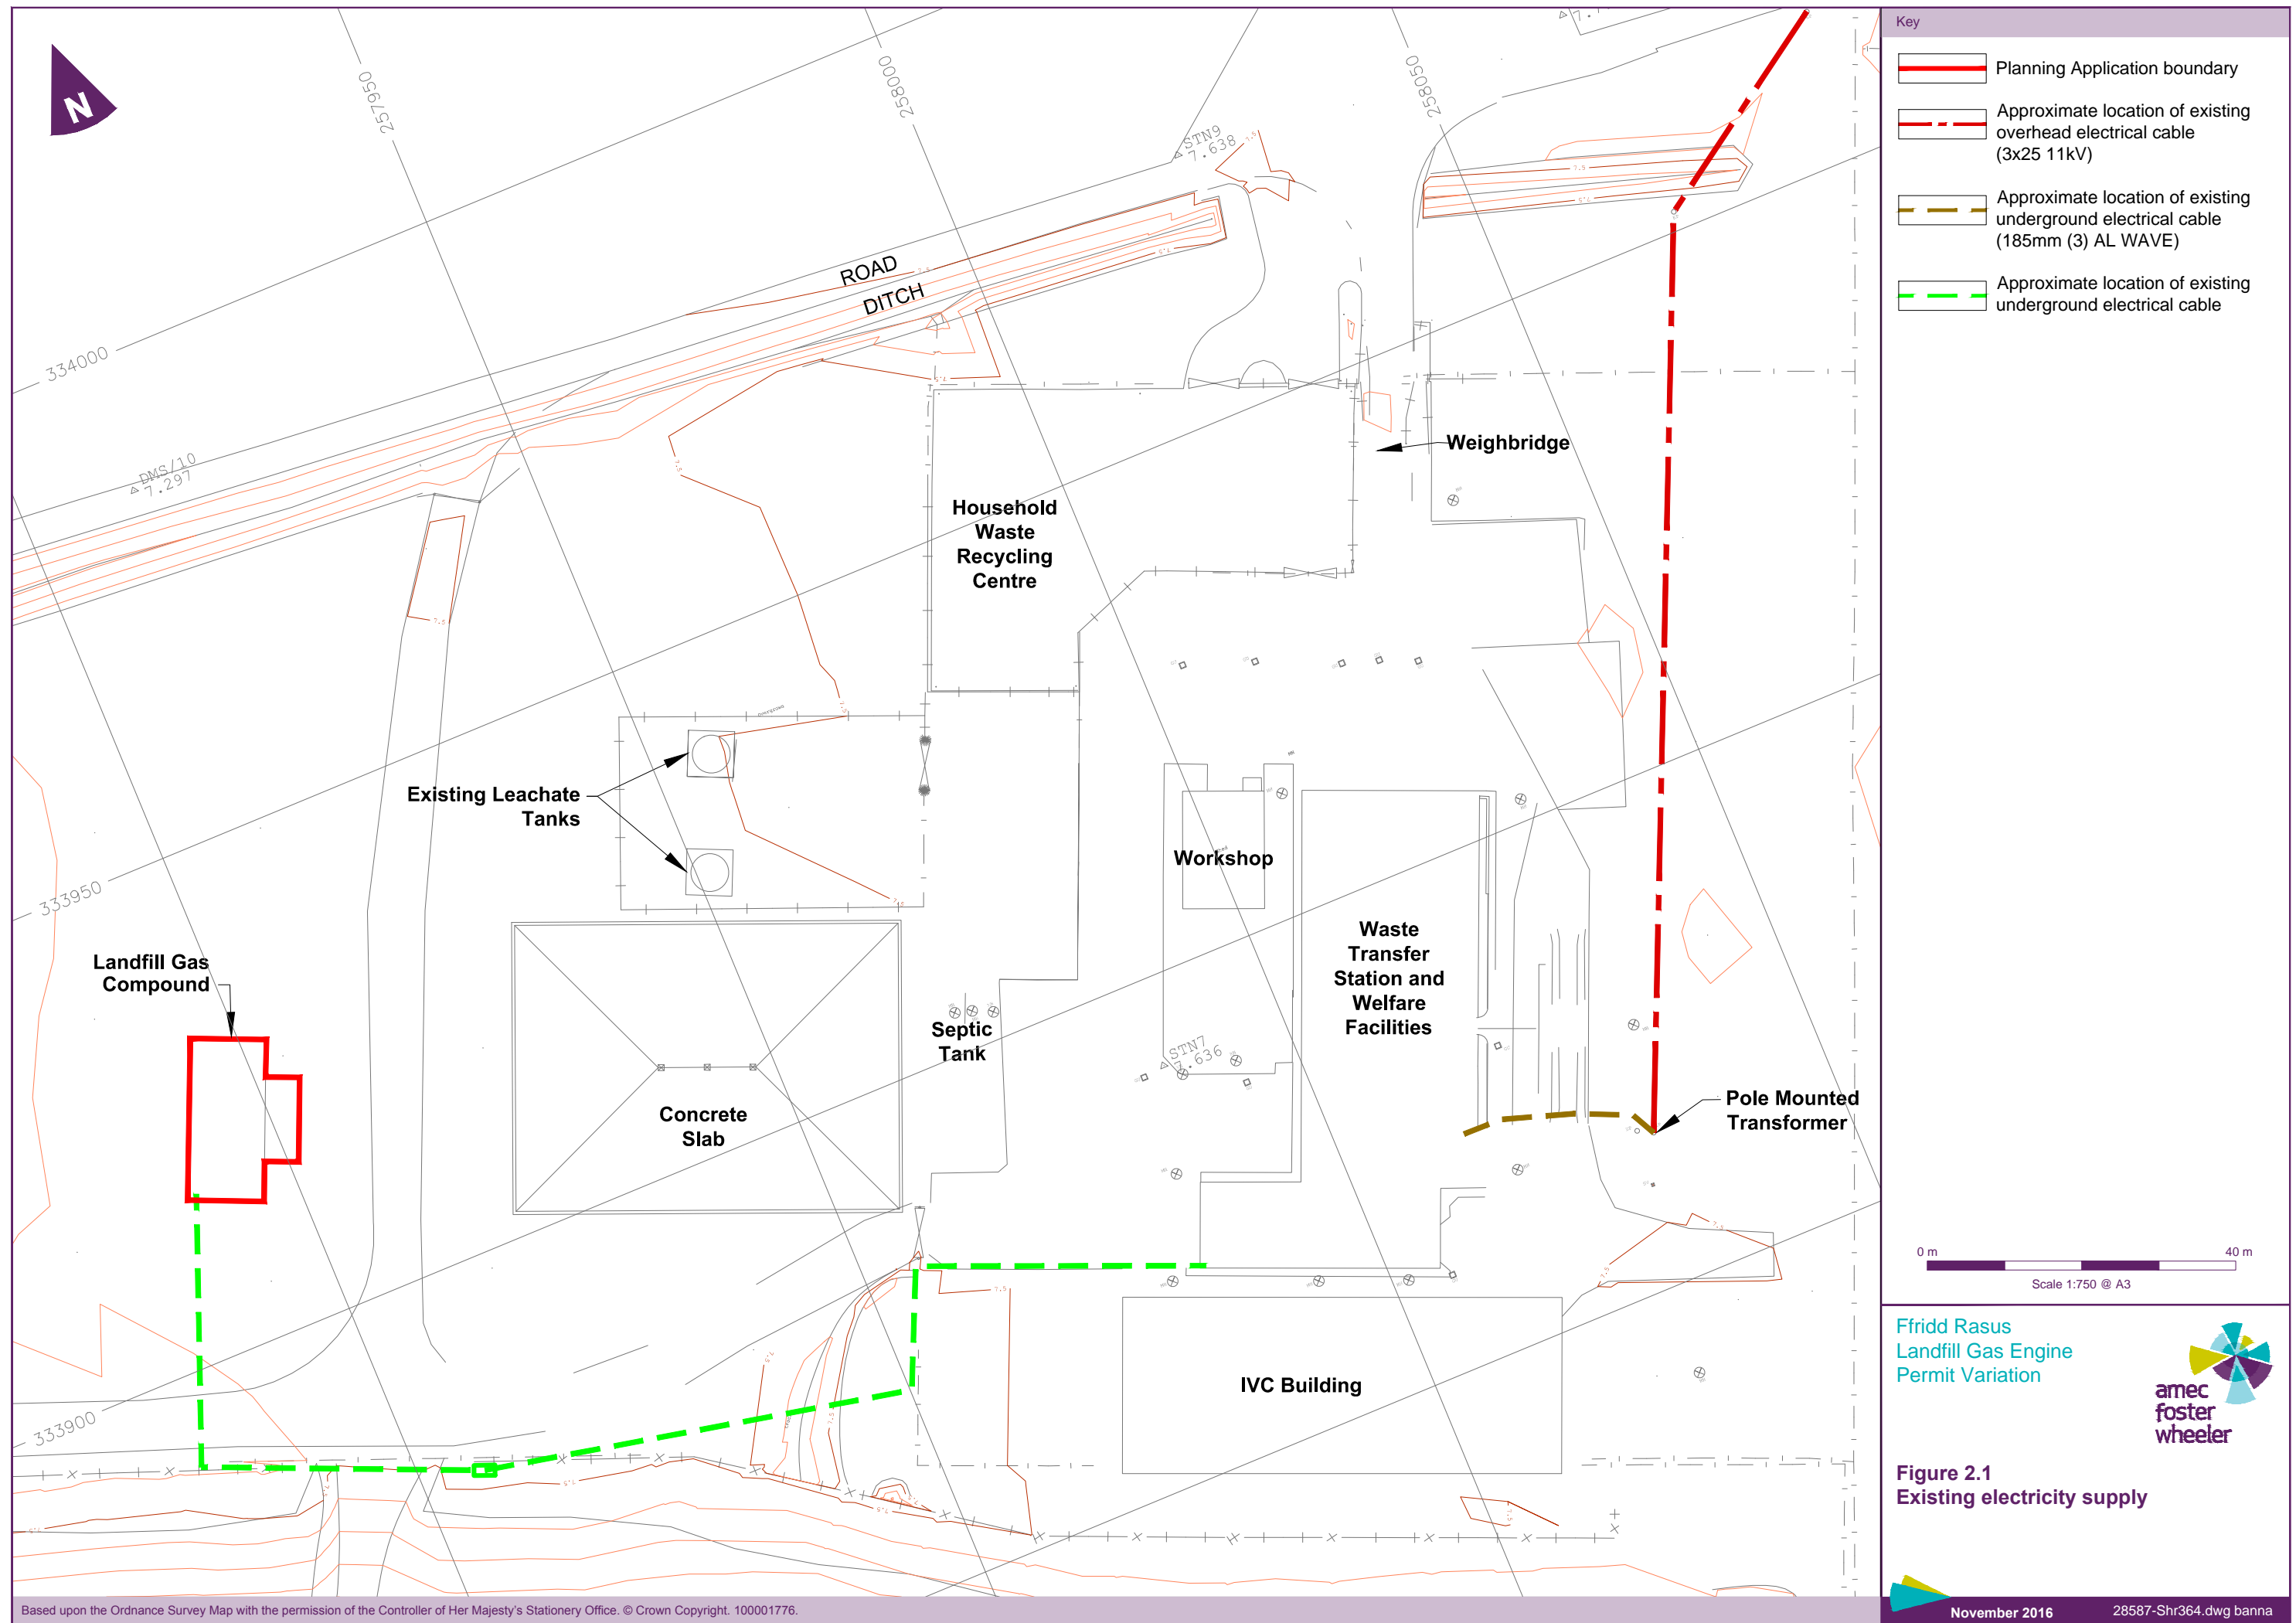 N
257950
258000
258050
STN9
7.638
ROAD
DITCH
334000
DMS/10
7.297
Weighbridge
Household
Waste
Recycling
Centre
Existing Leachate
Tanks
Workshop
333950
Landfill Gas
Compound
Waste
Transfer
Station and
Welfare
Facilities
Septic
Tank
STN7
7.636
Concrete
Slab
Pole Mounted
Transformer
IVC Building
333900
7.5
Key
Planning Application boundary
Approximate location of existing
overhead electrical cable
(3x25 11kV)
Approximate location of existing
underground electrical cable
(185mm (3) AL WAVE)
Approximate location of existing
underground electrical cable
0 m 40 m
Scale 1:750 @ A3
Ffridd Rasus
Landfill Gas Engine
Permit Variation
amec
foster
wheeler
Figure 2.1
Existing electricity supply
November 2016 28587-Shr364.dwg banna
Based upon the Ordnance Survey Map with the permission of the Controller of Her Majesty's Stationery Office. © Crown Copyright. 100001776.